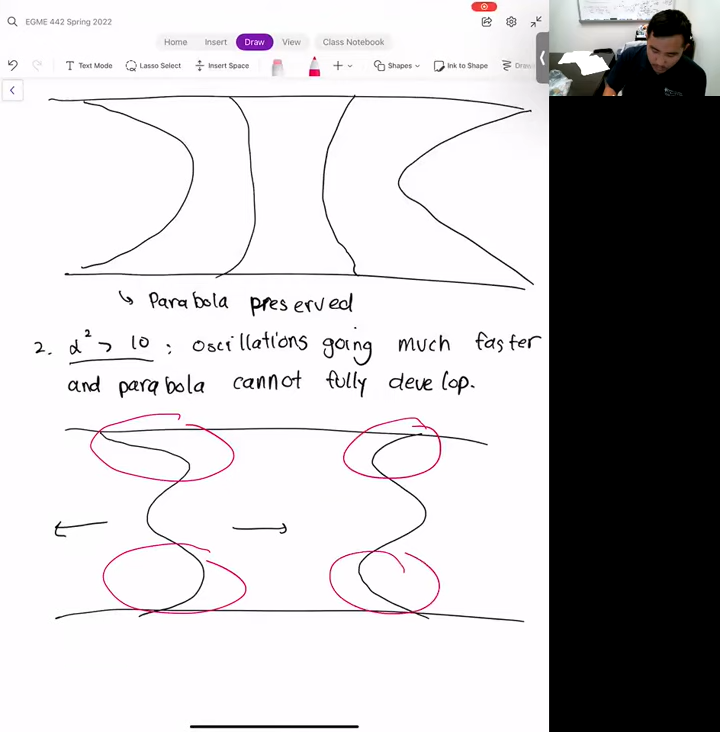 EGME 442 Spring 2022
Home Insert Draw View Class Notebook
T Text Mode Lasso Select Insert Space Shapes Ink to Shape Draw
↳ Parabola preserved
2. α² > 10 : oscillations going much faster
and parabola cannot fully develop.